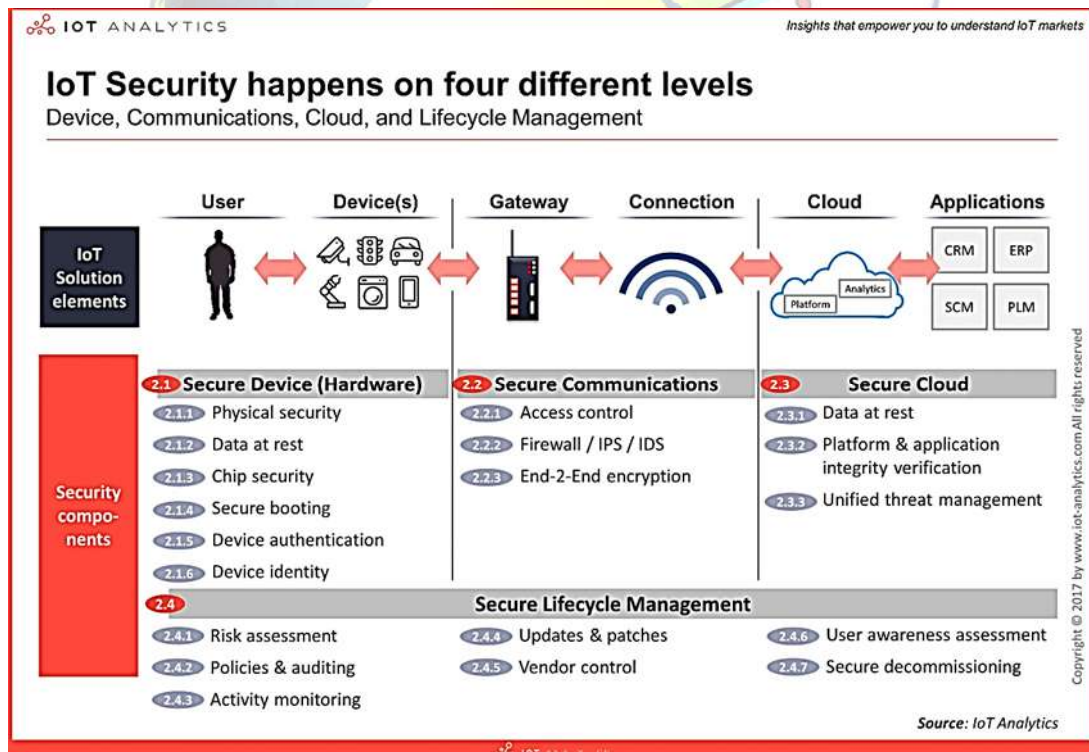 IOT ANALYTICS
Insights that empower you to understand IoT markets
IoT Security happens on four different levels
Device, Communications, Cloud, and Lifecycle Management
User
Device(s)
Gateway
Connection
Cloud
Applications
IoT
Solution
elements
Platform
Analytics
CRM
ERP
SCM
PLM
Security
compo-
nents
2.1 Secure Device (Hardware)
2.1.1 Physical security
2.1.2 Data at rest
2.1.3 Chip security
2.1.4 Secure booting
2.1.5 Device authentication
2.1.6 Device identity
2.2 Secure Communications
2.2.1 Access control
2.2.2 Firewall / IPS / IDS
2.2.3 End-2-End encryption
2.3 Secure Cloud
2.3.1 Data at rest
2.3.2 Platform & application
integrity verification
2.3.3 Unified threat management
2.4 Secure Lifecycle Management
2.4.1 Risk assessment
2.4.2 Policies & auditing
2.4.3 Activity monitoring
2.4.4 Updates & patches
2.4.5 Vendor control
2.4.6 User awareness assessment
2.4.7 Secure decommissioning
Copyright © 2017 by www.iot-analytics.com All rights reserved
Source: IoT Analytics